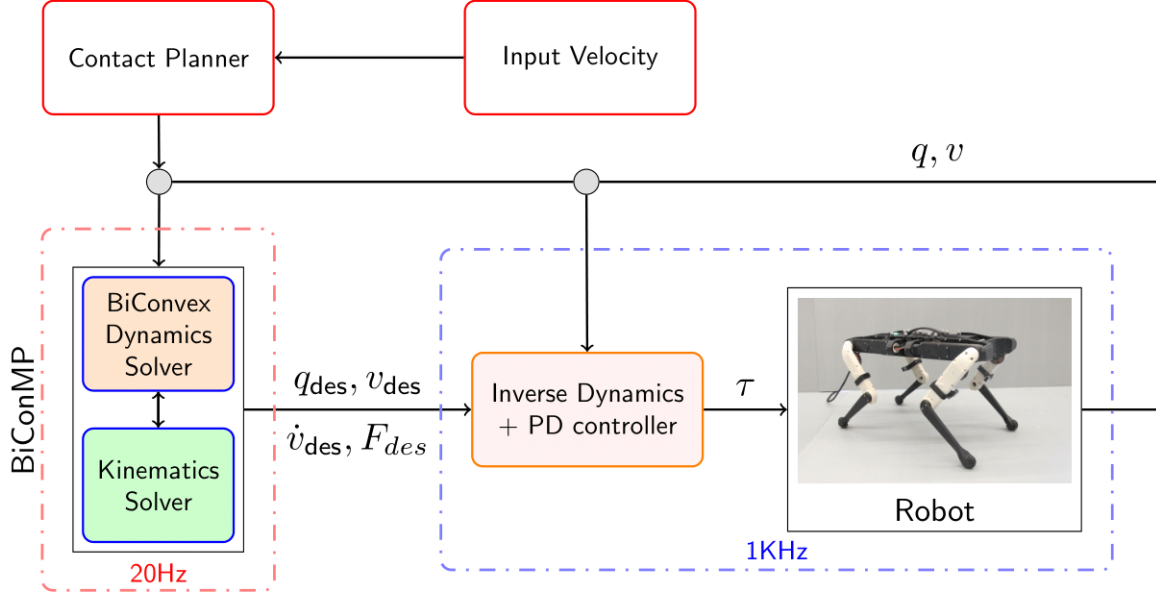 Contact Planner
Input Velocity
q, v
BiConMP
BiConvex
Dynamics
Solver
Kinematics
Solver
20Hz
q_des, v_des
v̇_des, F_des
Inverse Dynamics
+ PD controller
τ
Robot
1KHz